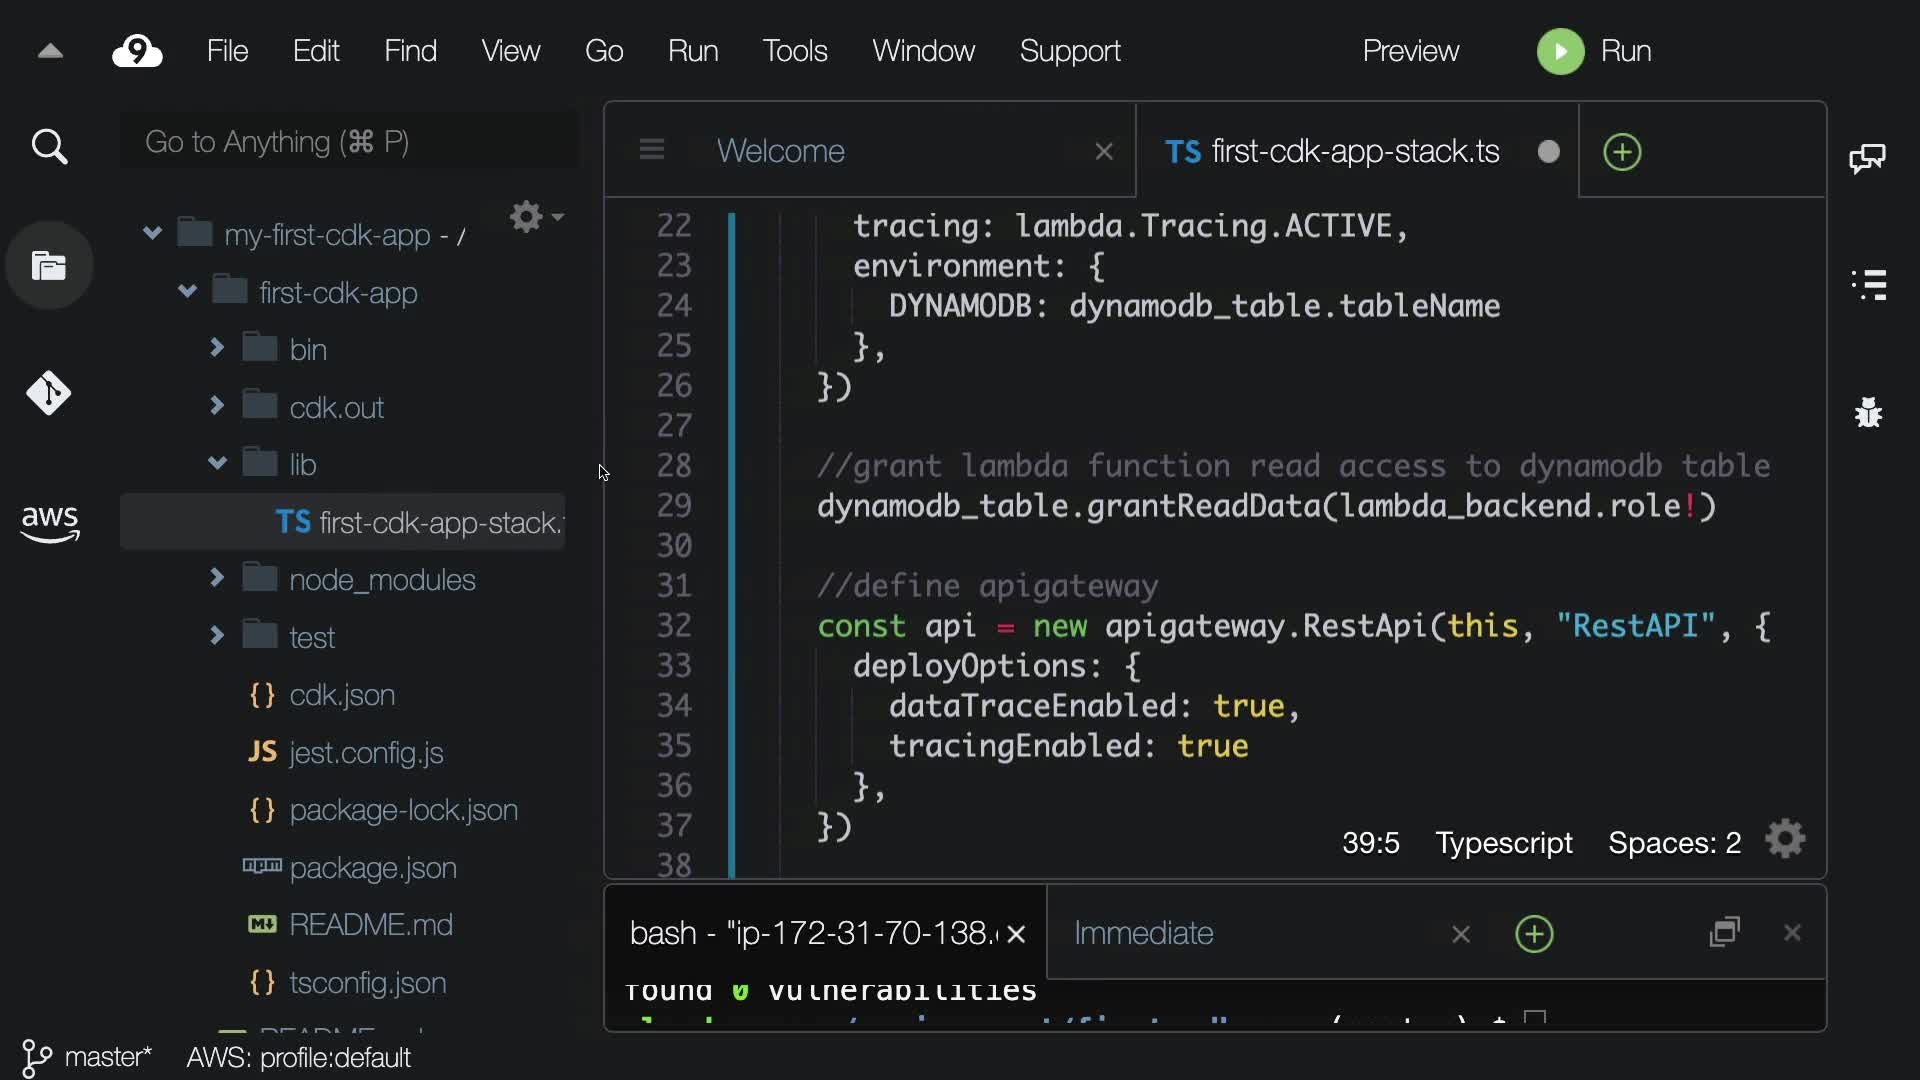 9 File Edit Find View Go Run Tools Window Support Preview Run
Go to Anything (⌘ P)
my-first-cdk-app - /
first-cdk-app
bin
cdk.out
lib
TS first-cdk-app-stack.
node_modules
test
{} cdk.json
JS jest.config.js
{} package-lock.json
package.json
M↓ README.md
{} tsconfig.json
aws
Welcome
TS first-cdk-app-stack.ts
22 tracing: lambda.Tracing.ACTIVE,
23 environment: {
24 DYNAMODB: dynamodb_table.tableName
25 },
26 })
27
28 //grant lambda function read access to dynamodb table
29 dynamodb_table.grantReadData(lambda_backend.role!)
30
31 //define apigateway
32 const api = new apigateway.RestApi(this, "RestAPI", {
33 deployOptions: {
34 dataTraceEnabled: true,
35 tracingEnabled: true
36 },
37 })
38
39:5 Typescript Spaces: 2
bash - "ip-172-31-70-138.
Immediate
found 0 vulnerabilities
master* AWS: profile:default